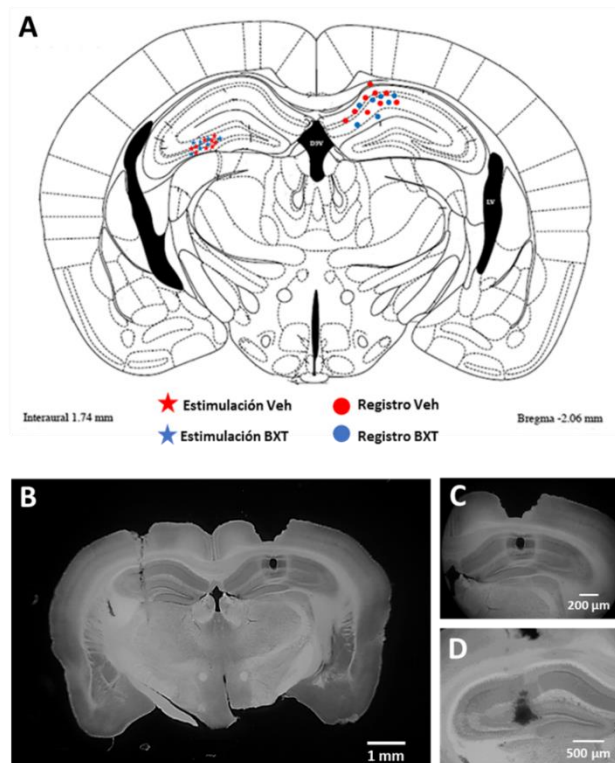 A
D3V
LV
Estimulación Veh
Registro Veh
Interaural 1.74 mm
Bregma -2.06 mm
Estimulación BXT
Registro BXT
B
C
200 µm
D
1 mm
500 µm